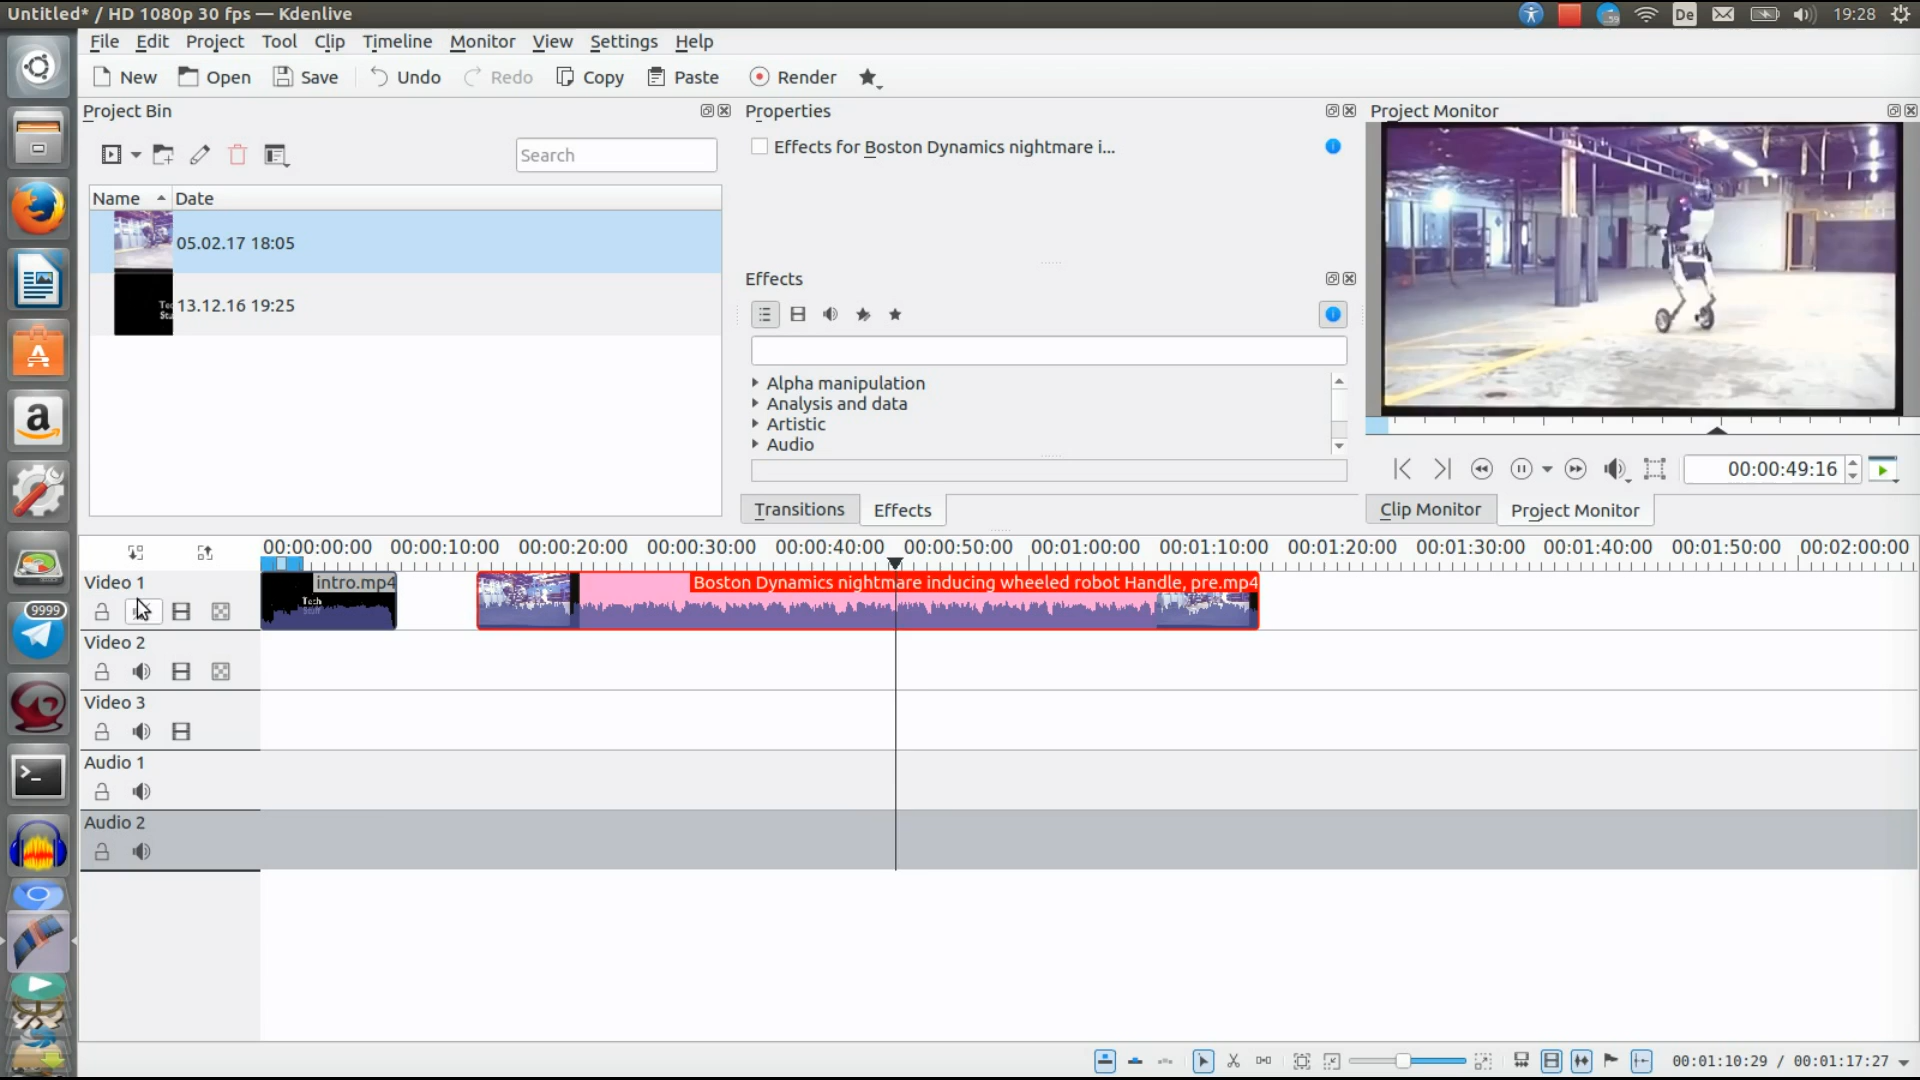 Untitled* / HD 1080p 30 fps — Kdenlive
De
19:28
File Edit Project Tool Clip Timeline Monitor View Settings Help
New Open Save Undo Redo Copy Paste Render
Project Bin
Properties
Project Monitor
Search
Effects for Boston Dynamics nightmare i...
Name Date
05.02.17 18:05
13.12.16 19:25
Effects
Alpha manipulation
Analysis and data
Artistic
Audio
00:00:49:16
Transitions Effects
Clip Monitor Project Monitor
00:00:00:00 00:00:10:00 00:00:20:00 00:00:30:00 00:00:40:00 00:00:50:00 00:01:00:00 00:01:10:00 00:01:20:00 00:01:30:00 00:01:40:00 00:01:50:00 00:02:00:00
Video 1
intro.mp4
Tech
Boston Dynamics nightmare inducing wheeled robot Handle, pre.mp4
Video 2
Video 3
Audio 1
Audio 2
9999
00:01:10:29 / 00:01:17:27